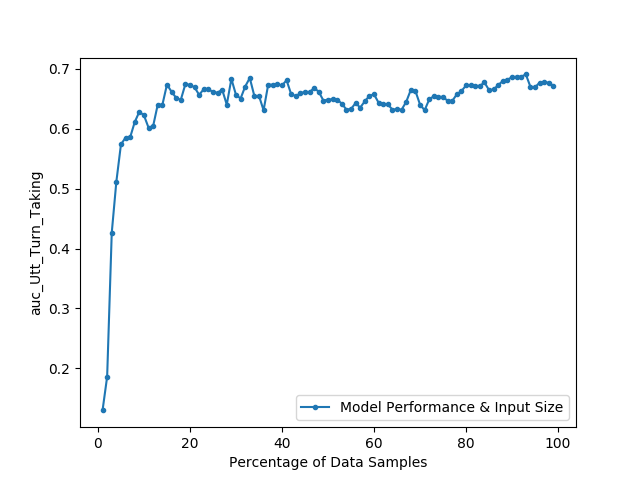 0.7
0.6
0.5
0.4
0.3
0.2
auc_Utt_Turn_Taking
Model Performance & Input Size
0 20 40 60 80 100
Percentage of Data Samples